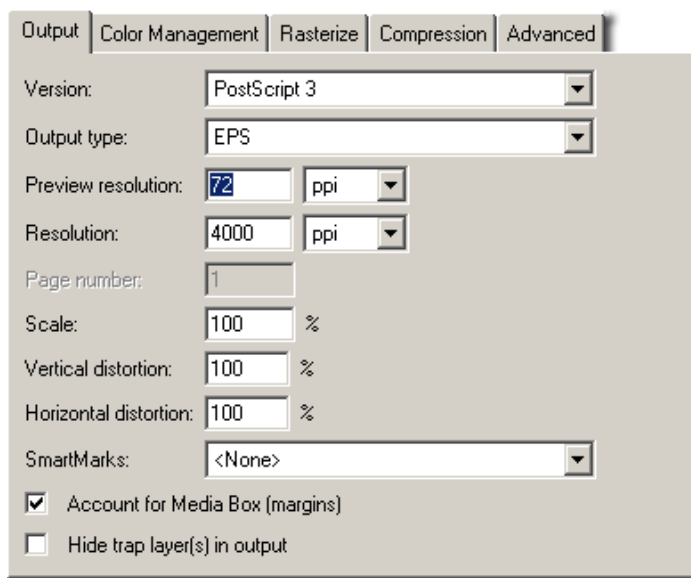 Output Color Management Rasterize Compression Advanced
Version: PostScript 3
Output type: EPS
Preview resolution: 72 ppi
Resolution: 4000 ppi
Page number: 1
Scale: 100 %
Vertical distortion: 100 %
Horizontal distortion: 100 %
SmartMarks: <None>
Account for Media Box (margins)
Hide trap layer(s) in output